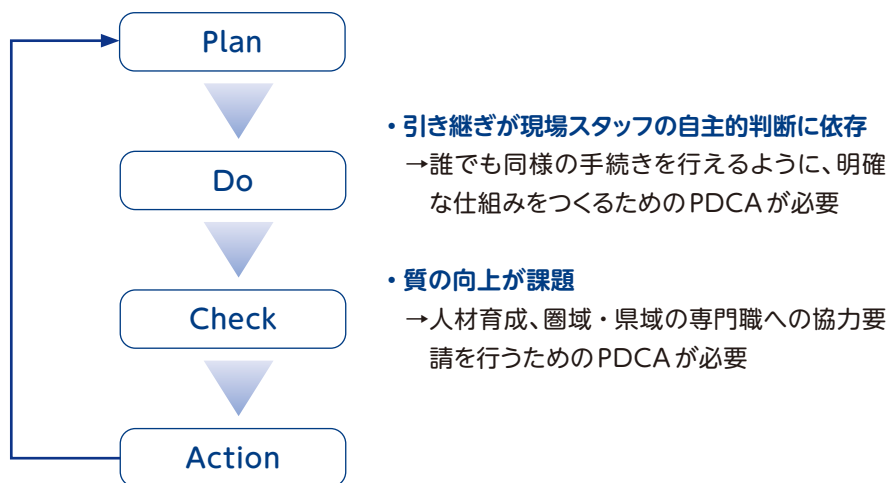 Plan
Do
Check
Action
・引き継ぎが現場スタッフの自主的判断に依存
→誰でも同様の手続きを行えるように、明確
な仕組みをつくるためのPDCAが必要
・質の向上が課題
→人材育成、圏域・県域の専門職への協力要
請を行うためのPDCAが必要